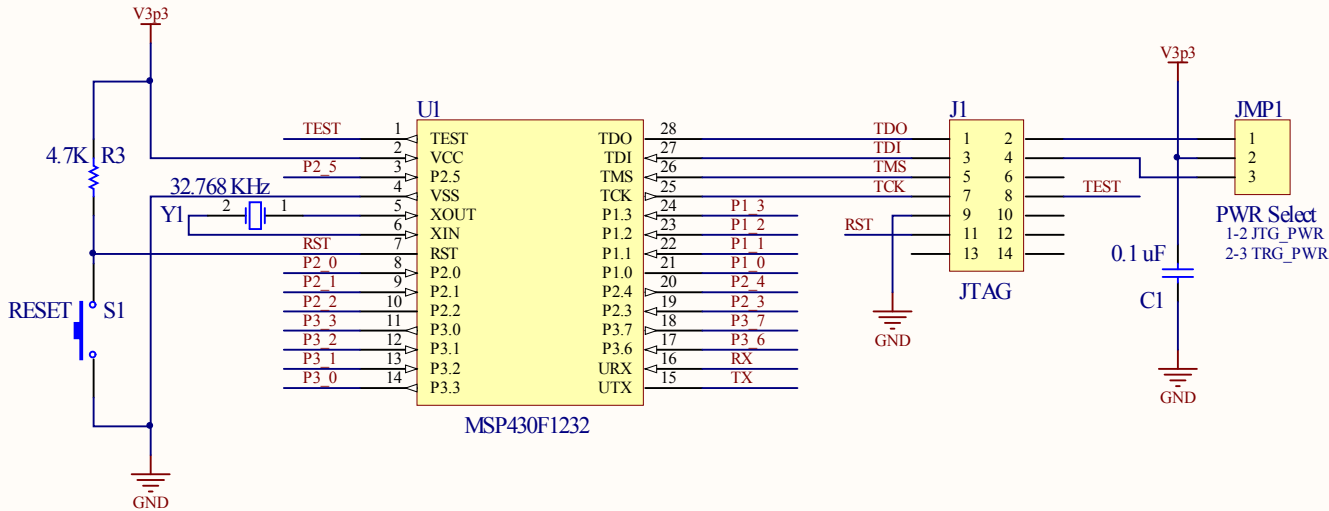 V3p3
4.7K R3
32.768 KHz
Y1 2 1
RESET S1
GND
U1
TEST 1 TEST
2 VCC
P2_5 3 P2.5
4 VSS
5 XOUT
6 XIN
RST 7 RST
P2_0 8 P2.0
P2_1 9 P2.1
P2_2 10 P2.2
P3_3 11 P3.0
P3_2 12 P3.1
P3_1 13 P3.2
P3_0 14 P3.3
TDO 28
TDI 27
TMS 26
TCK 25
P1.3 24 P1_3
P1.2 23 P1_2
P1.1 22 P1_1
P1.0 21 P1_0
P2.4 20 P2_4
P2.3 19 P2_3
P3.7 18 P3_7
P3.6 17 P3_6
URX 16 RX
UTX 15 TX
MSP430F1232
J1
TDO 1 2
TDI 3 4
TMS 5 6
TCK 7 8 TEST
9 10
RST 11 12
13 14
JTAG
GND
V3p3
0.1 uF
C1
GND
JMP1
1
2
3
PWR Select
1-2 JTG_PWR
2-3 TRG_PWR